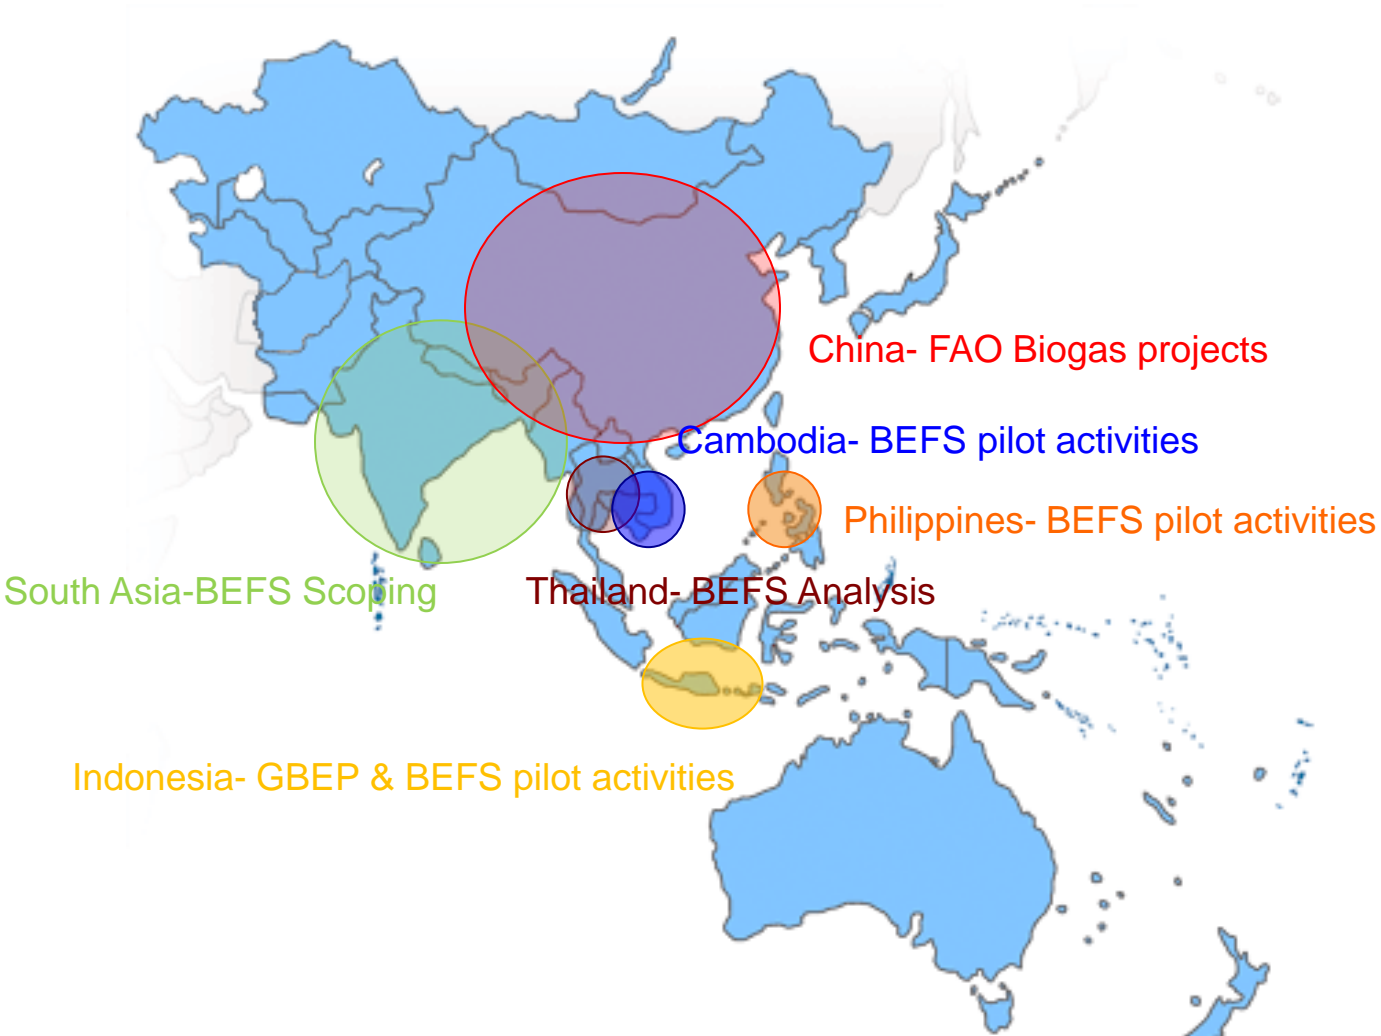 China- FAO Biogas projects
Cambodia- BEFS pilot activities
Philippines- BEFS pilot activities
South Asia-BEFS Scoping
Thailand- BEFS Analysis
Indonesia- GBEP & BEFS pilot activities